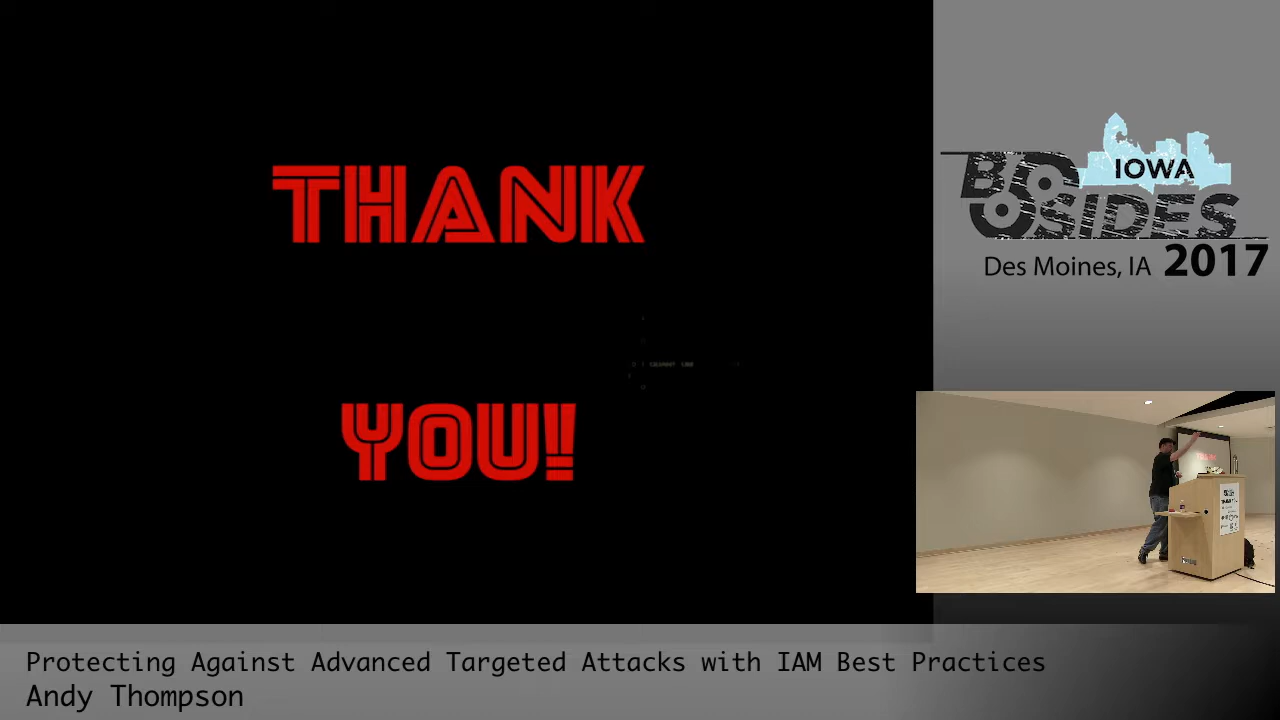 THANK
YOU!
IOWA
BSIDES
Des Moines, IA 2017
Protecting Against Advanced Targeted Attacks with IAM Best Practices
Andy Thompson